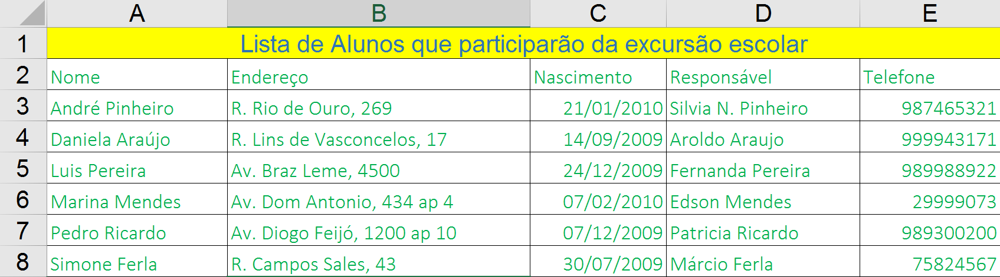 A B C D E
1 Lista de Alunos que participarão da excursão escolar
2 Nome Endereço Nascimento Responsável Telefone
3 André Pinheiro R. Rio de Ouro, 269 21/01/2010 Silvia N. Pinheiro 987465321
4 Daniela Araújo R. Lins de Vasconcelos, 17 14/09/2009 Aroldo Araujo 999943171
5 Luis Pereira Av. Braz Leme, 4500 24/12/2009 Fernanda Pereira 989988922
6 Marina Mendes Av. Dom Antonio, 434 ap 4 07/02/2010 Edson Mendes 29999073
7 Pedro Ricardo Av. Diogo Feijó, 1200 ap 10 07/12/2009 Patricia Ricardo 989300200
8 Simone Ferla R. Campos Sales, 43 30/07/2009 Márcio Ferla 75824567